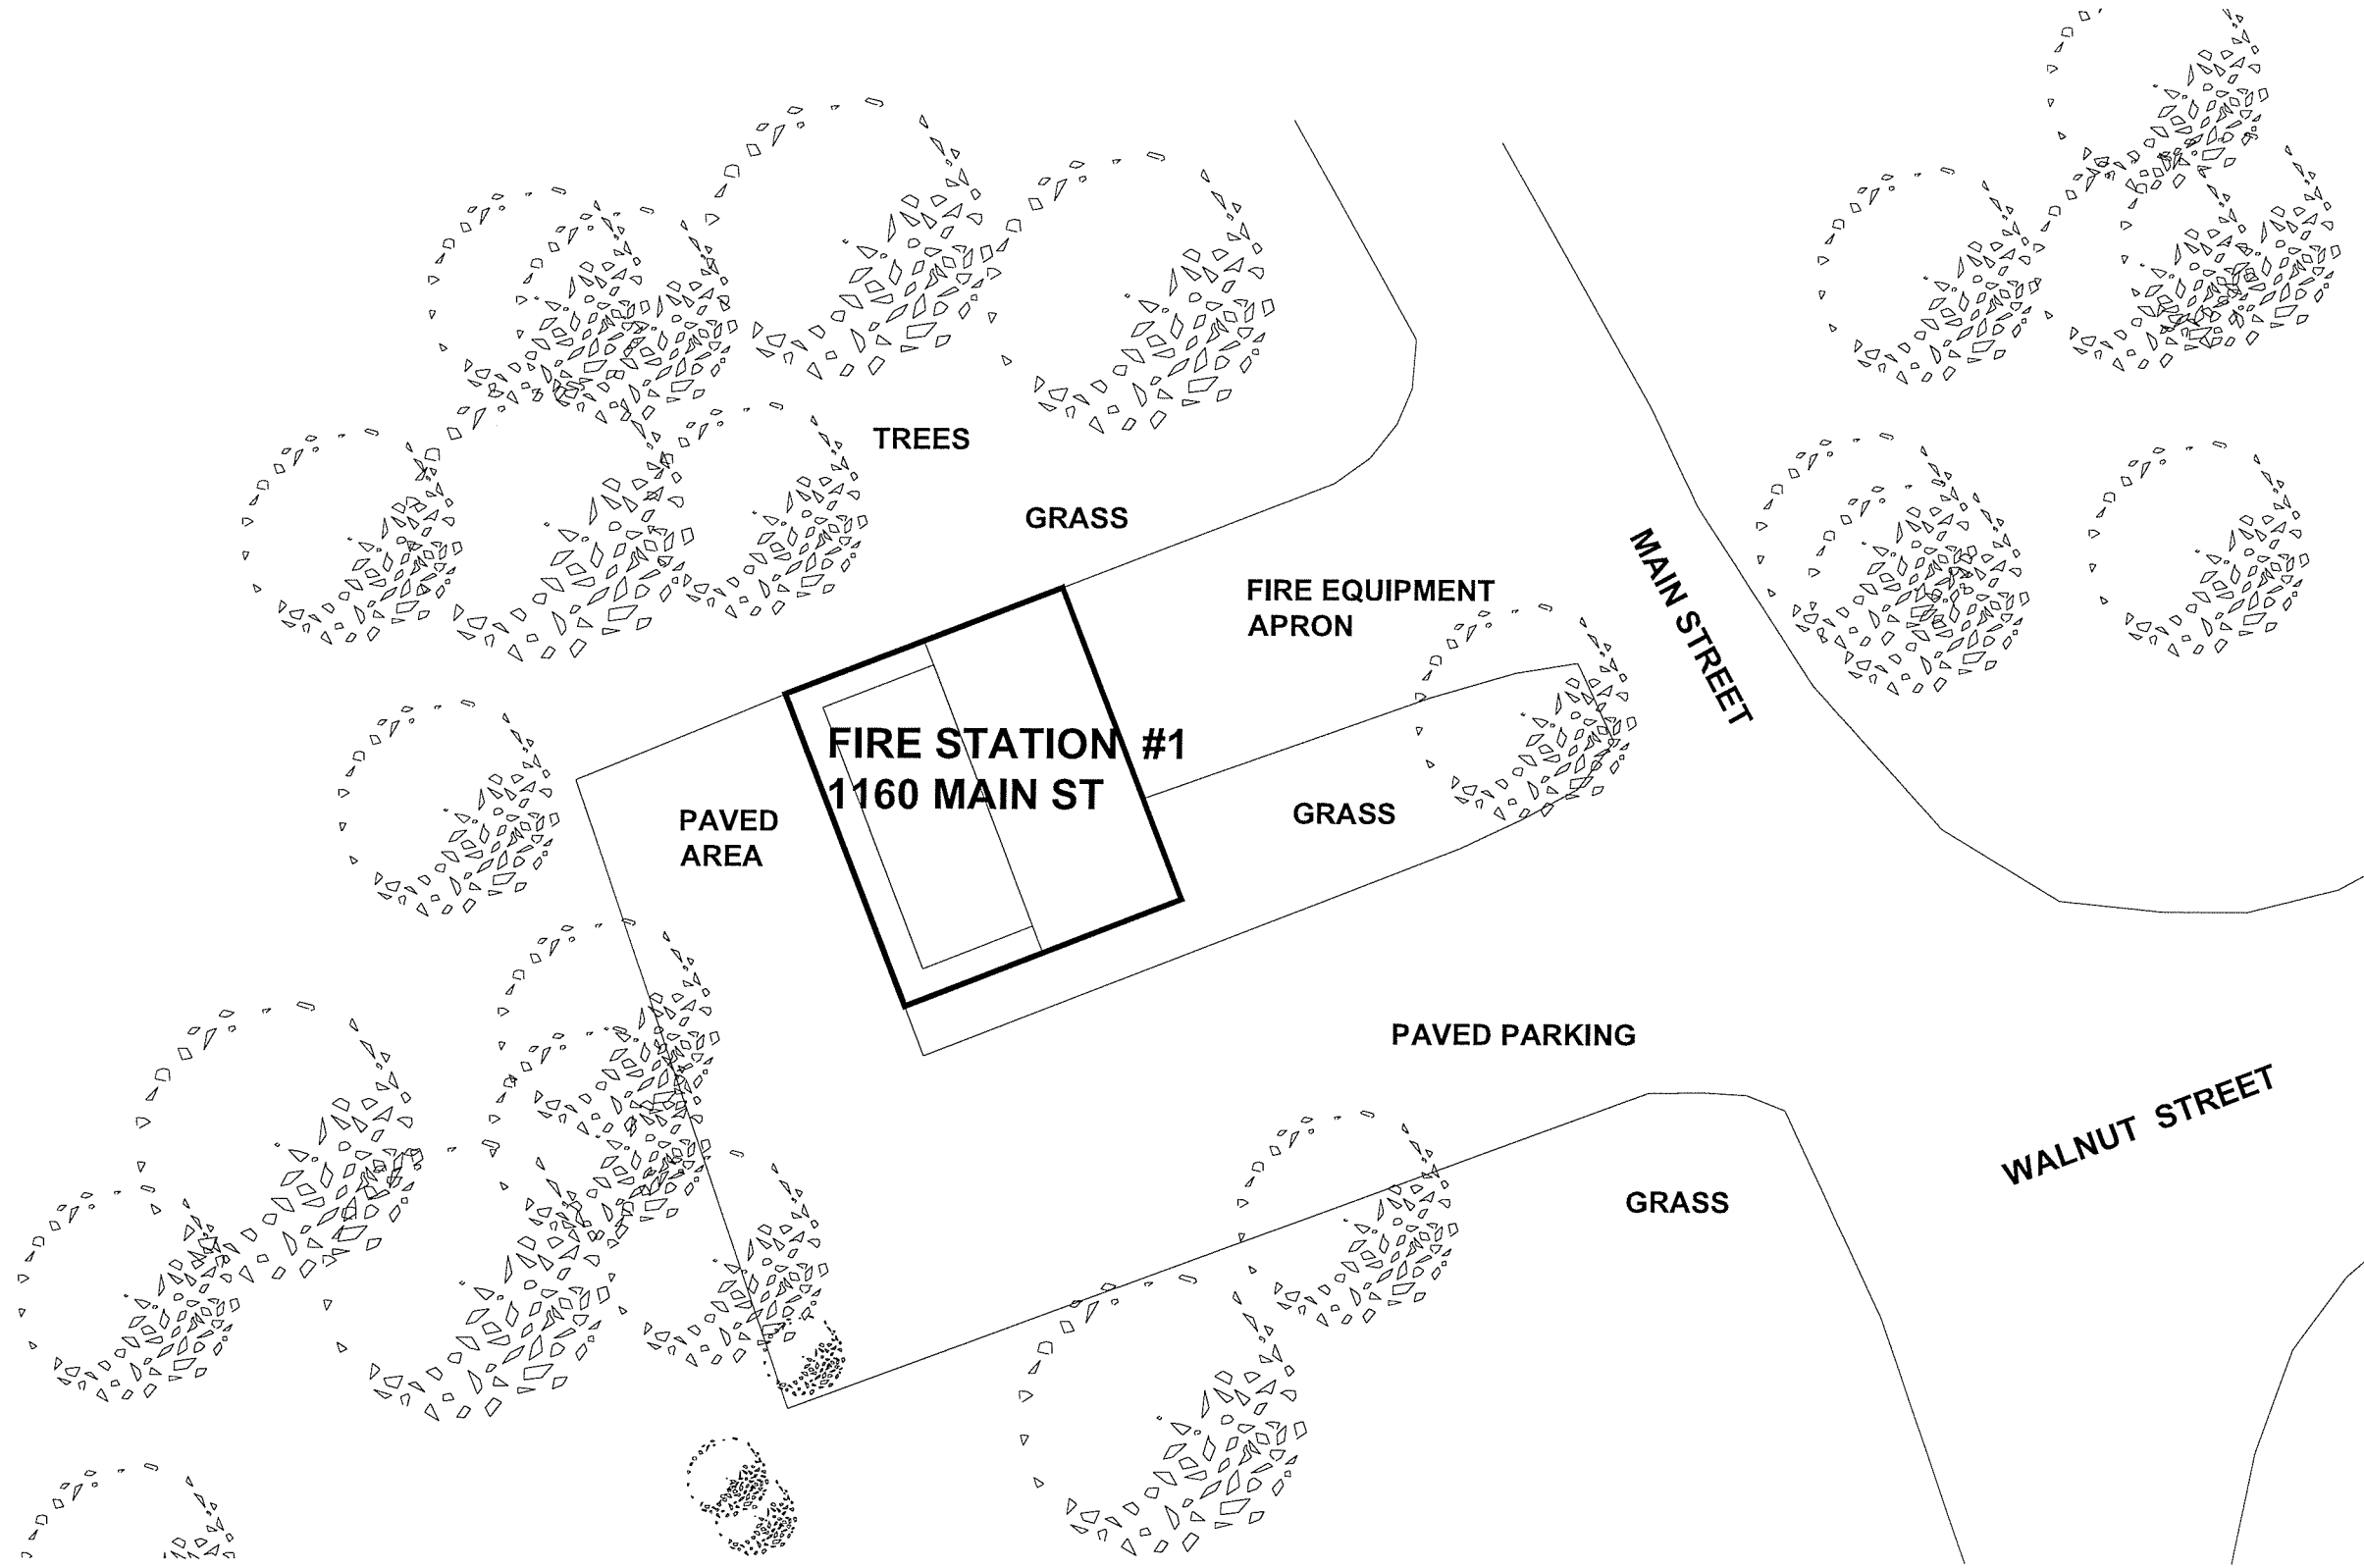 TREES
GRASS
FIRE EQUIPMENT
APRON
MAIN STREET
FIRE STATION #1
1160 MAIN ST
PAVED
AREA
GRASS
PAVED PARKING
WALNUT STREET
GRASS